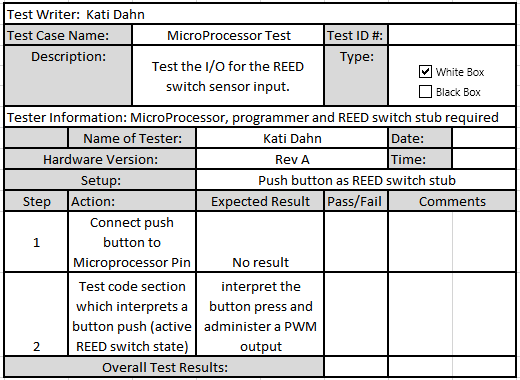 Test Writer: Kati Dahn
Test Case Name: MicroProcessor Test Test ID #:
Description: Test the I/O for the REED switch sensor input. Type:
White Box
Black Box
Tester Information: MicroProcessor, programmer and REED switch stub required
Name of Tester: Kati Dahn Date:
Hardware Version: Rev A Time:
Setup: Push button as REED switch stub
Step Action: Expected Result Pass/Fail Comments
1
Connect push
button to
Microprocessor Pin
No result
2
Test code section
which interprets a
button push (active
REED switch state)
interpret the
button press and
administer a PWM
output
Overall Test Results: